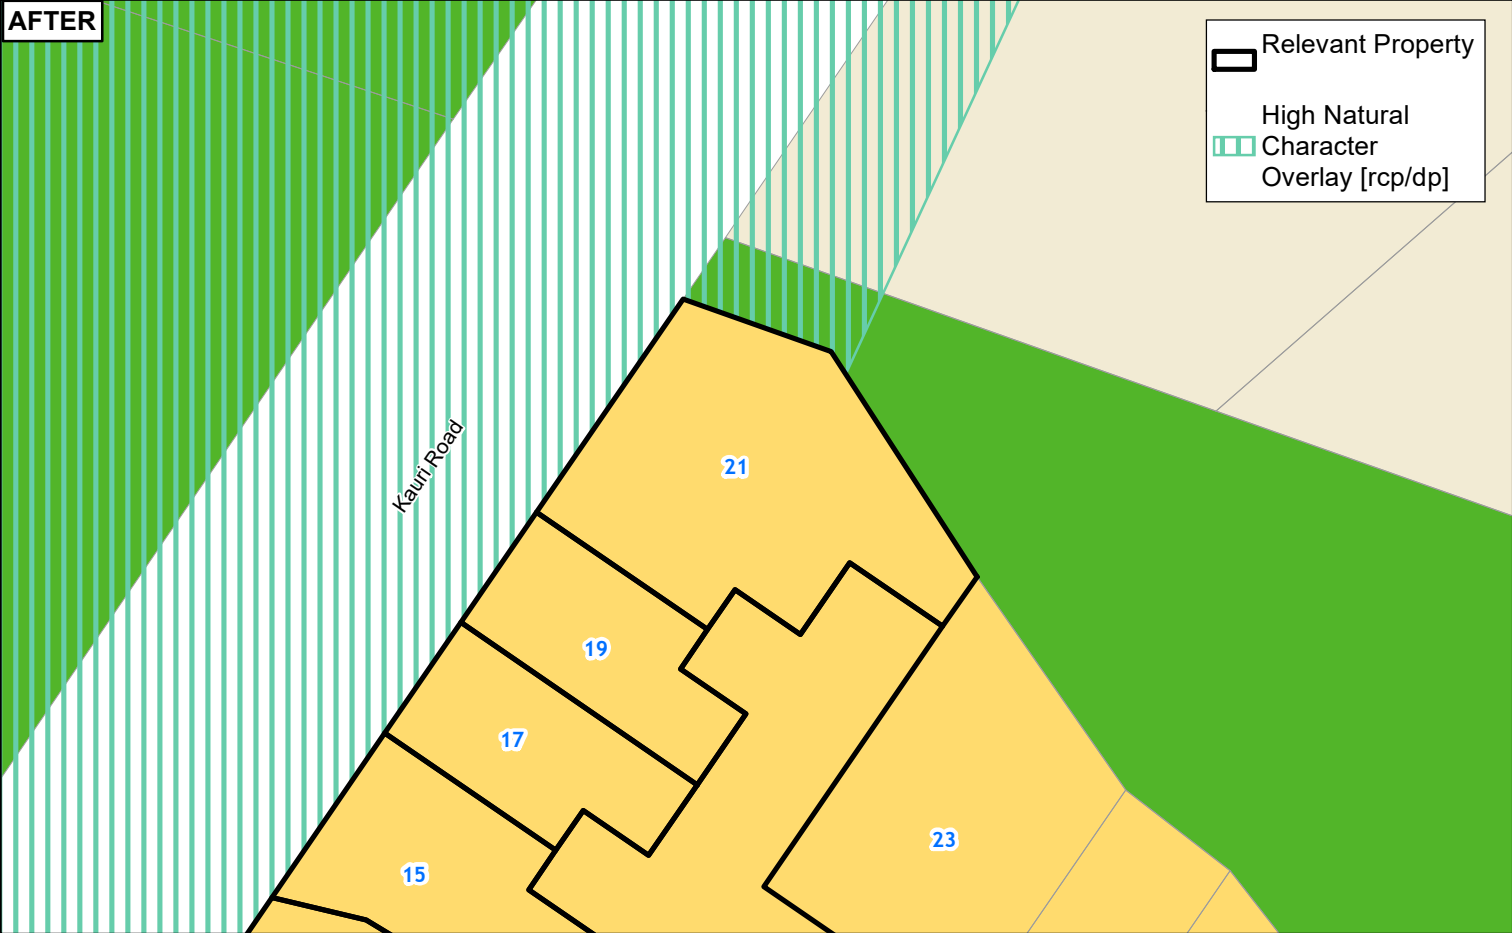 AFTER
Relevant Property
High Natural
Character
Overlay [rcp/dp]
Kauri Road
21
19
17
15
23